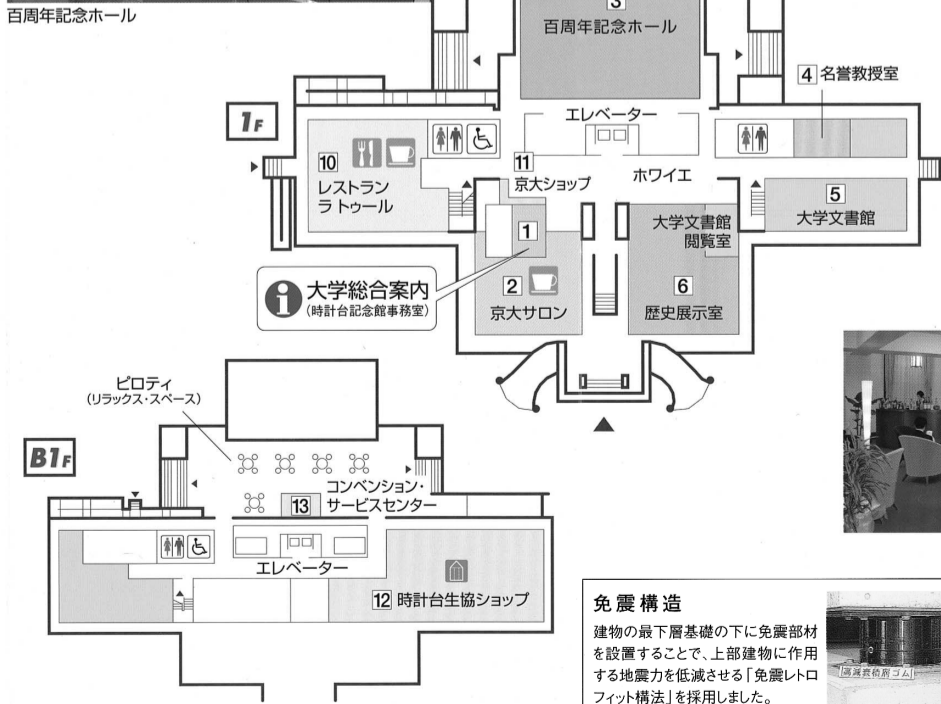 百周年記念ホール
3
百周年記念ホール
4 名誉教授室
1F
エレベーター
10
レストラン
ラ トゥール
11
京大ショップ
ホワイエ
5
大学文書館
大学文書館
閲覧室
1
i 大学総合案内
(時計台記念館事務室)
2
京大サロン
6
歴史展示室
ピロティ
(リラックス・スペース)
B1F
コンベンション・
サービスセンター
13
エレベーター
12 時計台生協ショップ
免震構造
建物の最下層基礎の下に免震部材
を設置することで、上部建物に作用
する地震力を低減させる「免震レトロ
フィット構法」を採用しました。
高減衰積層ゴム